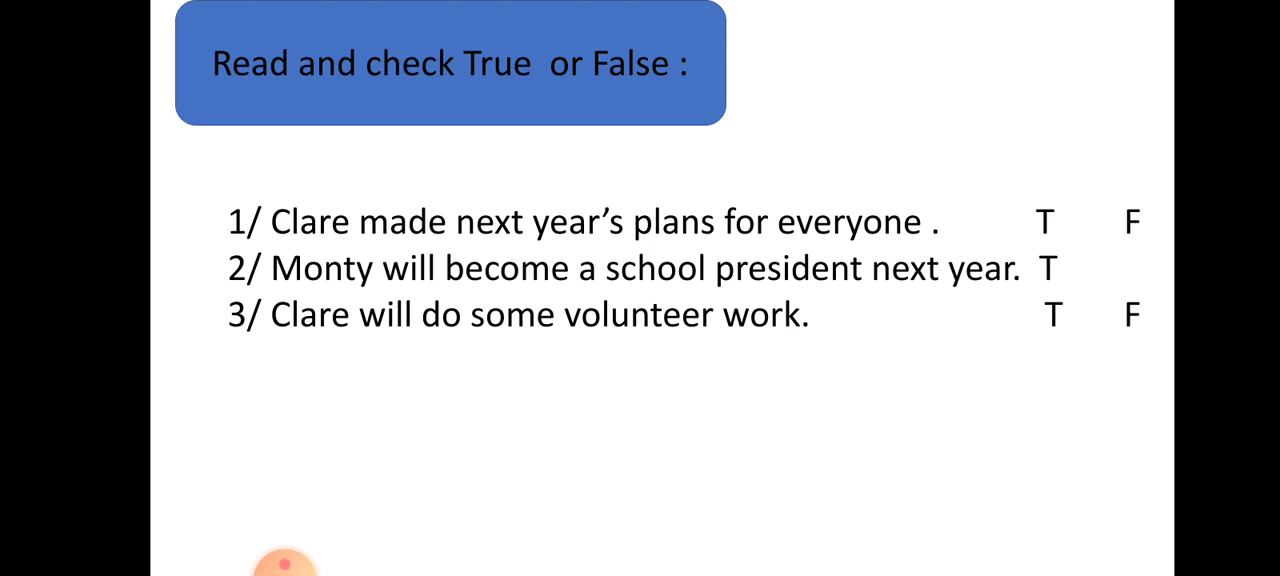 Read and check True or False :
1/ Clare made next year’s plans for everyone . T F
2/ Monty will become a school president next year. T
3/ Clare will do some volunteer work. T F